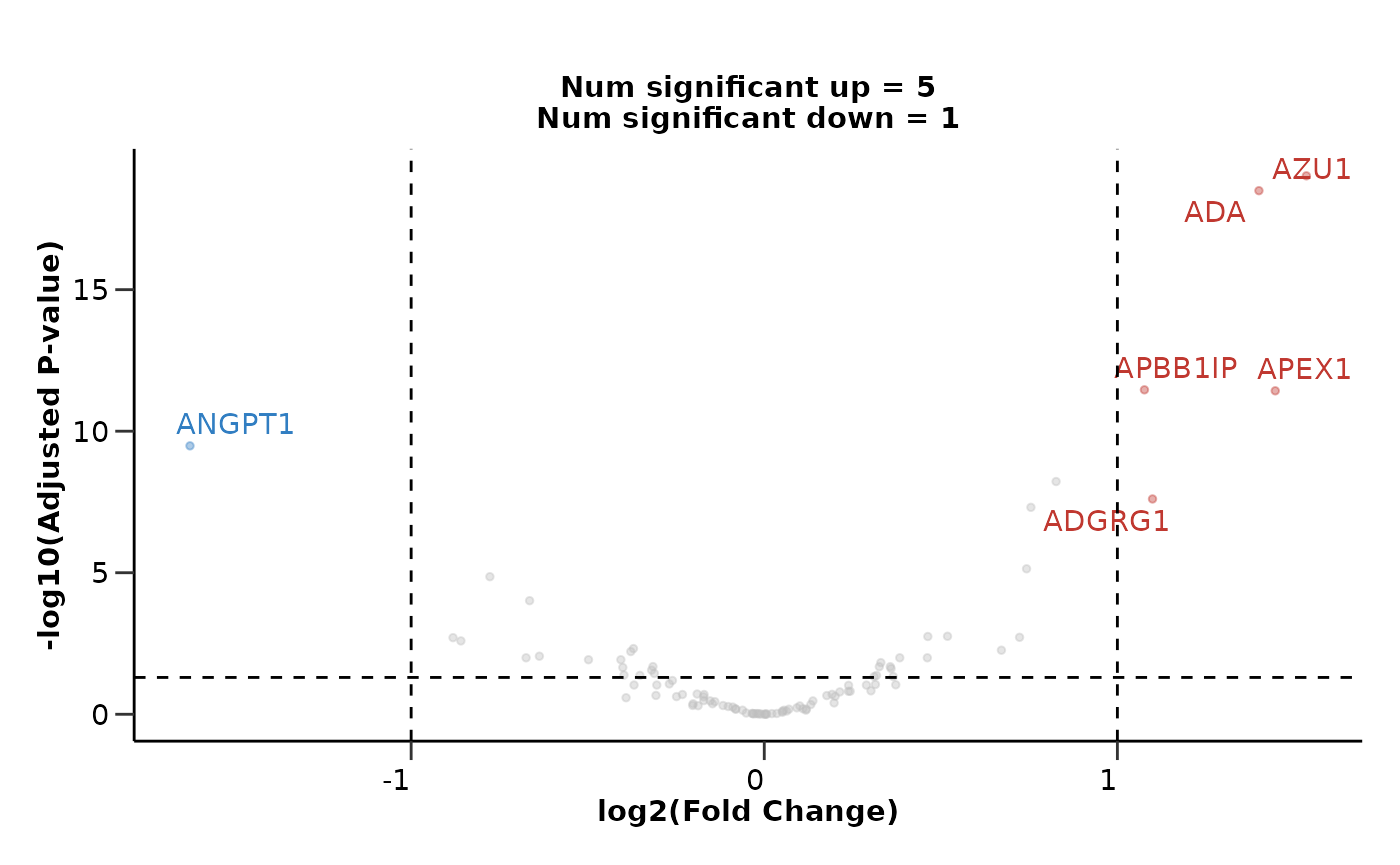 Num significant up = 5
Num significant down = 1
AZU1
ADA
APBB1IP
APEX1
ANGPT1
ADGRG1
-log10(Adjusted P-value)
15
10
5
0
-1
0
1
log2(Fold Change)